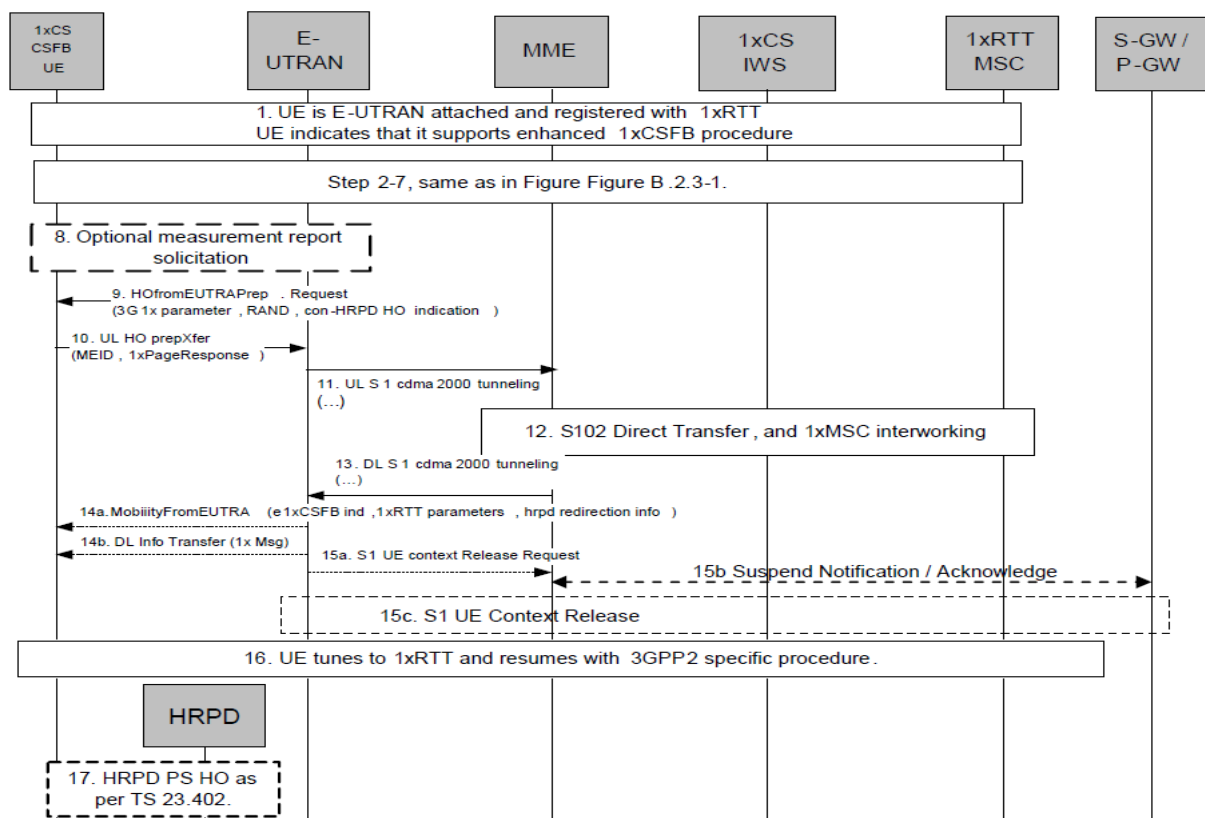 1xCS
CSFB
UE
E-
UTRAN
MME
1xCS
IWS
1xRTT
MSC
S-GW /
P-GW
1. UE is E-UTRAN attached and registered with 1xRTT
UE indicates that it supports enhanced 1xCSFB procedure
Step 2-7, same as in Figure Figure B .2.3-1.
8. Optional measurement report
solicitation
9. HOfromEUTRAPrep . Request
(3G 1x parameter , RAND , con-HRPD HO indication )
10. UL HO prepXfer
(MEID , 1xPageResponse )
11. UL S 1 cdma 2000 tunneling
(...)
12. S102 Direct Transfer , and 1xMSC interworking
13. DL S 1 cdma 2000 tunneling
(...)
14a. MobilityFromEUTRA (e1xCSFB ind ,1xRTT parameters , hrpd redirection info )
14b. DL Info Transfer (1x Msg)
15a. S1 UE context Release Request
15b Suspend Notification / Acknowledge
15c. S1 UE Context Release
16. UE tunes to 1xRTT and resumes with 3GPP2 specific procedure .
HRPD
17. HRPD PS HO as
per TS 23.402.